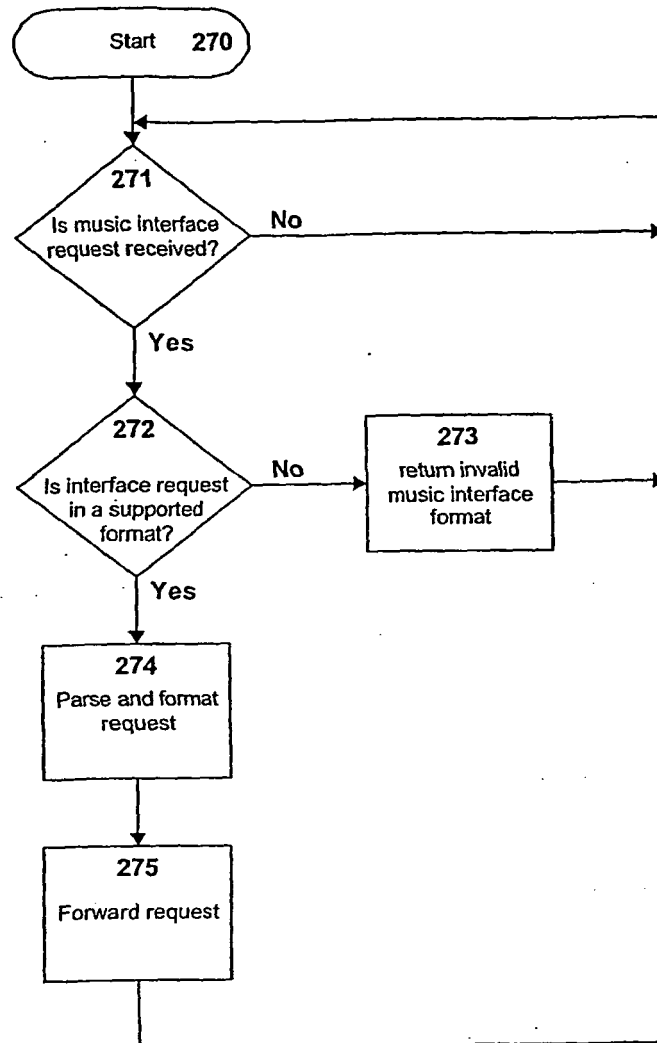 Start 270
271
Is music interface
request received?
No
Yes
272
Is interface request
in a supported
format?
No
273
return invalid
music interface
format
Yes
274
Parse and format
request
275
Forward request